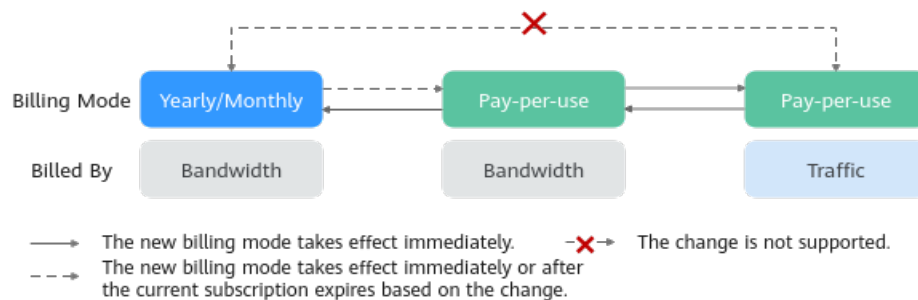 Billing Mode Yearly/Monthly Pay-per-use Pay-per-use
Billed By Bandwidth Bandwidth Traffic
The new billing mode takes effect immediately. The change is not supported.
The new billing mode takes effect immediately or after
the current subscription expires based on the change.